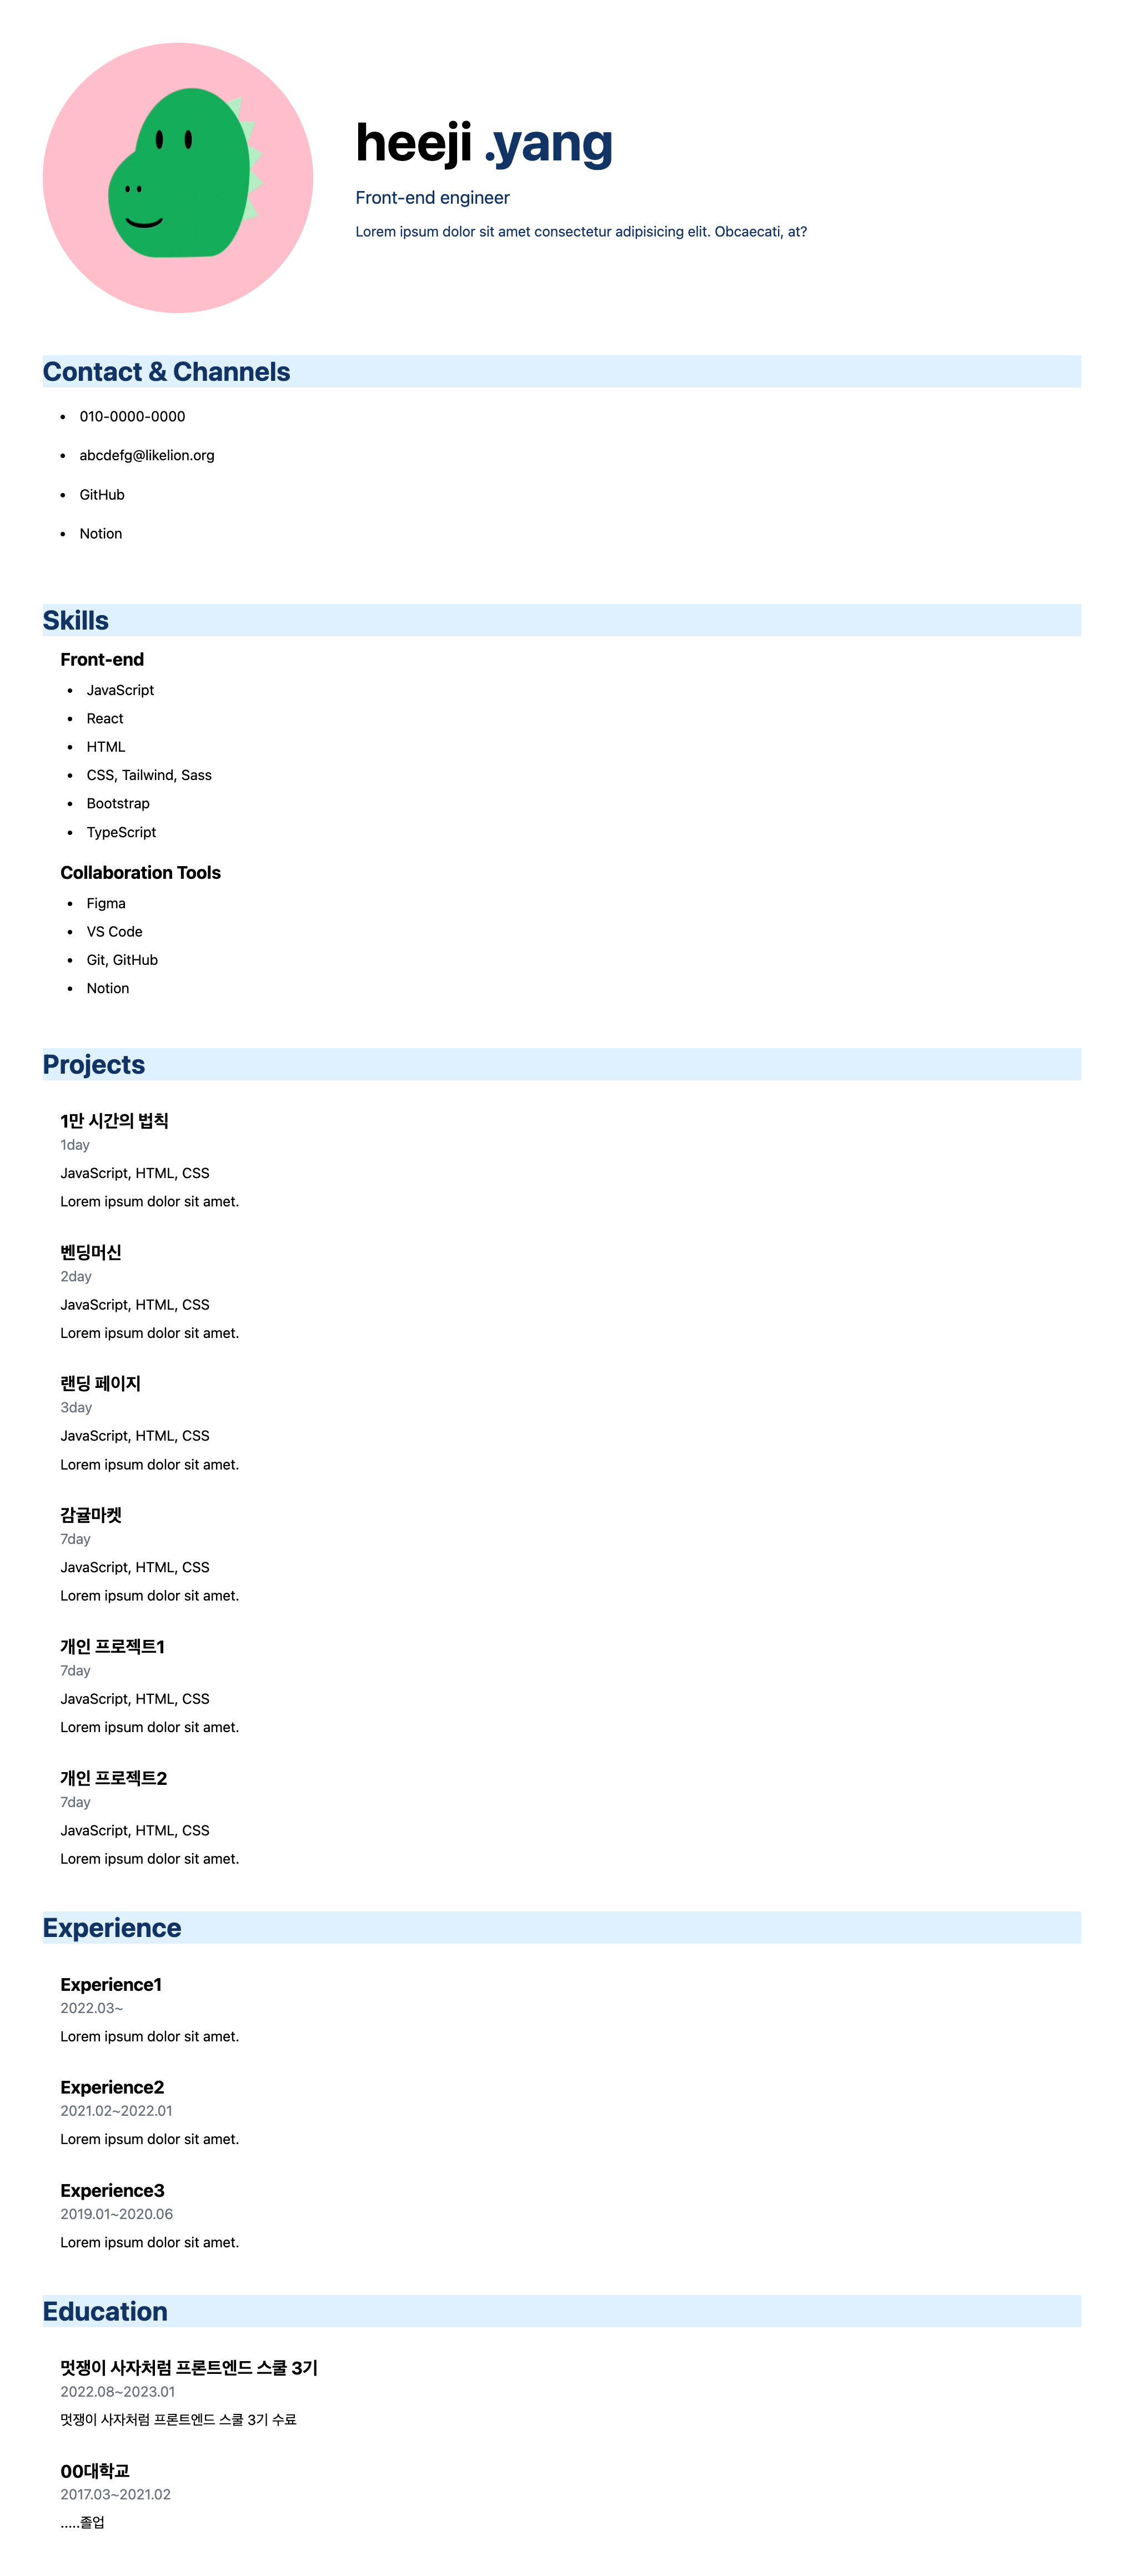 heeji .yang
Front-end engineer
Lorem ipsum dolor sit amet consectetur adipisicing elit. Obcaecati, at?
Contact & Channels
• 010-0000-0000
• abcdefg@likelion.org
• GitHub
• Notion
Skills
Front-end
• JavaScript
• React
• HTML
• CSS, Tailwind, Sass
• Bootstrap
• TypeScript
Collaboration Tools
• Figma
• VS Code
• Git, GitHub
• Notion
Projects
1만 시간의 법칙
1day
JavaScript, HTML, CSS
Lorem ipsum dolor sit amet.
벤딩머신
2day
JavaScript, HTML, CSS
Lorem ipsum dolor sit amet.
랜딩 페이지
3day
JavaScript, HTML, CSS
Lorem ipsum dolor sit amet.
감귤마켓
7day
JavaScript, HTML, CSS
Lorem ipsum dolor sit amet.
개인 프로젝트1
7day
JavaScript, HTML, CSS
Lorem ipsum dolor sit amet.
개인 프로젝트2
7day
JavaScript, HTML, CSS
Lorem ipsum dolor sit amet.
Experience
Experience1
2022.03~
Lorem ipsum dolor sit amet.
Experience2
2021.02~2022.01
Lorem ipsum dolor sit amet.
Experience3
2019.01~2020.06
Lorem ipsum dolor sit amet.
Education
멋쟁이 사자처럼 프론트엔드 스쿨 3기
2022.08~2023.01
멋쟁이 사자처럼 프론트엔드 스쿨 3기 수료
00대학교
2017.03~2021.02
.....졸업